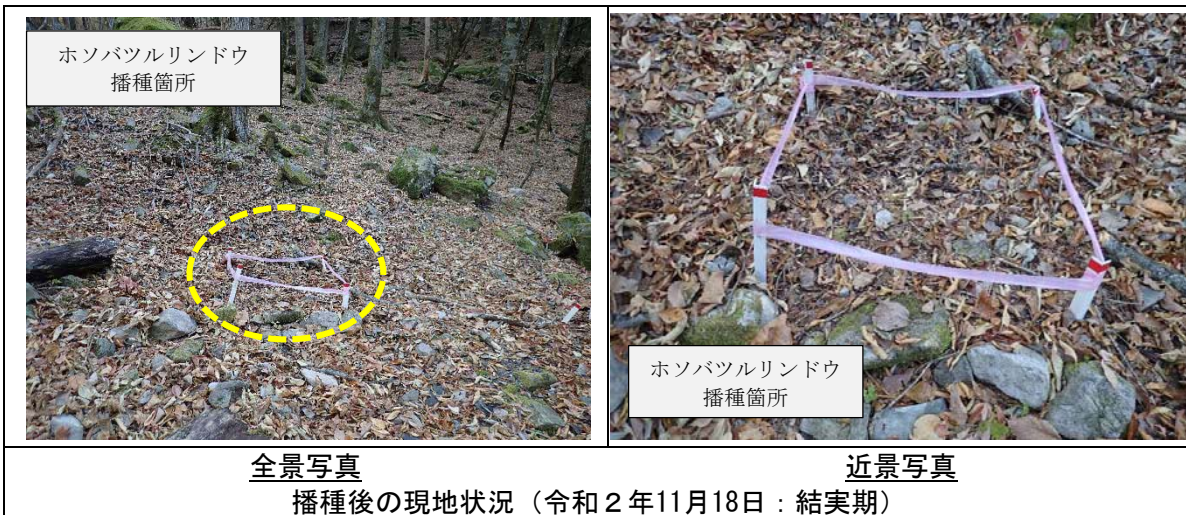 ホソバツルリンドウ
播種箇所
ホソバツルリンドウ
播種箇所
全景写真
近景写真
播種後の現地状況（令和２年11月18日：結実期）